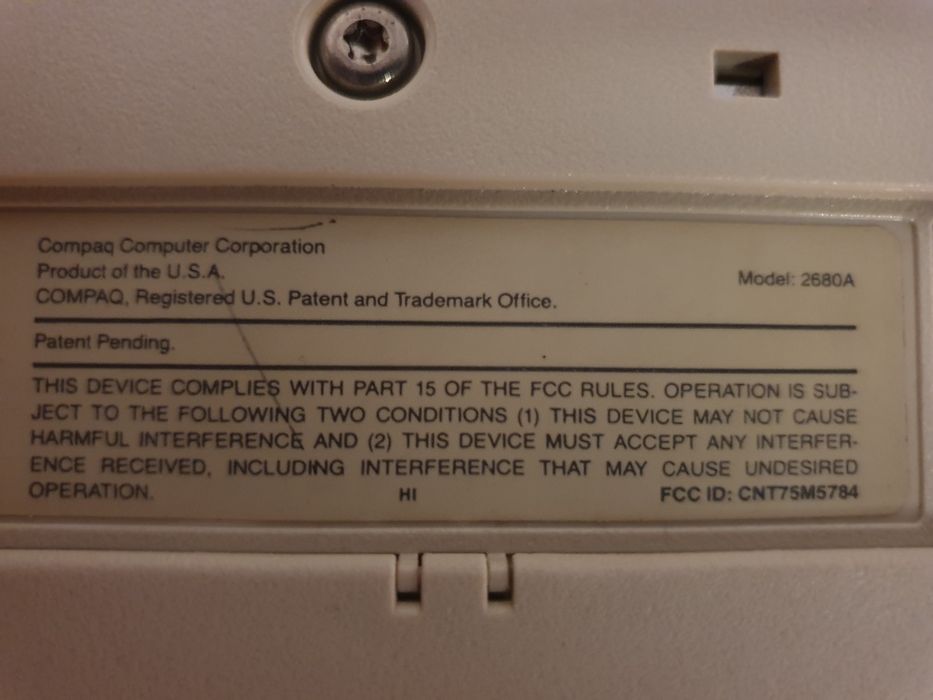 Compaq Computer Corporation
Product of the U.S.A.
Model: 2680A
COMPAQ, Registered U.S. Patent and Trademark Office.
Patent Pending.
THIS DEVICE COMPLIES WITH PART 15 OF THE FCC RULES. OPERATION IS SUB-
JECT TO THE FOLLOWING TWO CONDITIONS (1) THIS DEVICE MAY NOT CAUSE
HARMFUL INTERFERENCE AND (2) THIS DEVICE MUST ACCEPT ANY INTERFER-
ENCE RECEIVED, INCLUDING INTERFERENCE THAT MAY CAUSE UNDESIRED
OPERATION. HI FCC ID: CNT75M5784